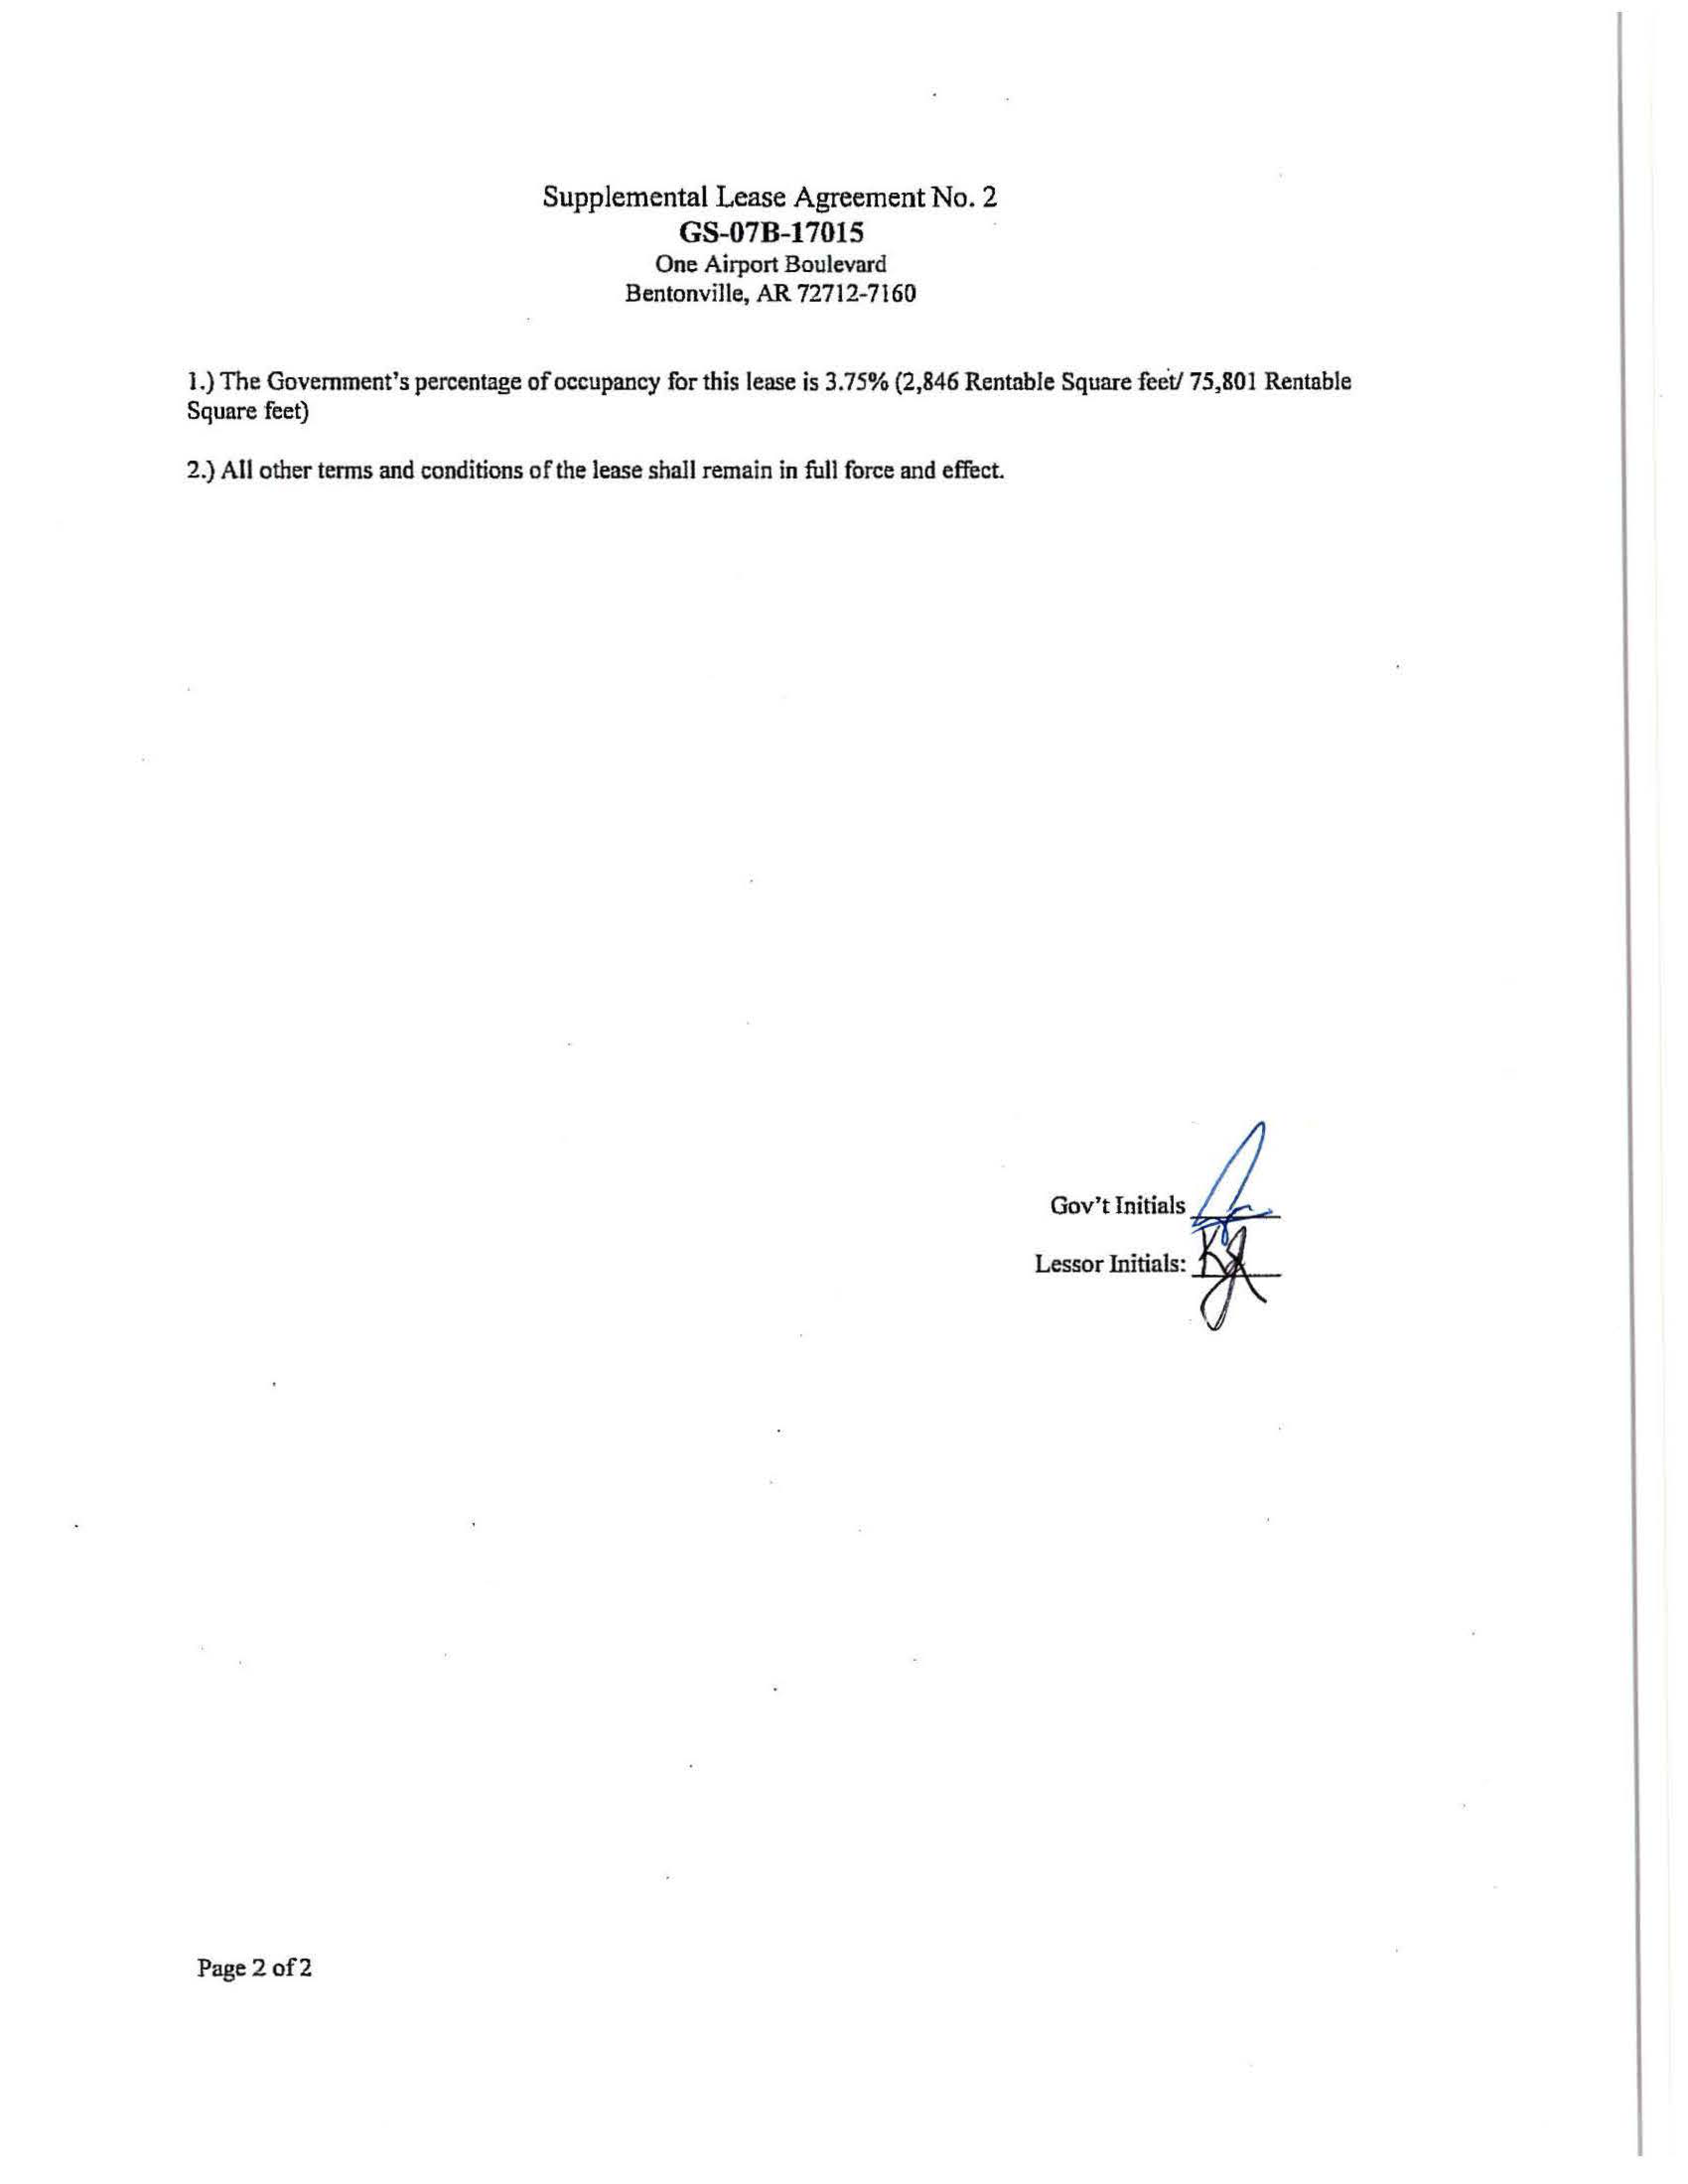 Supplemental Lease Agreement No. 2
GS-07B-17015
One Airport Boulevard
Bentonville, AR 72712-7160
1.) The Government's percentage of occupancy for this lease is 3.75% (2,846 Rentable Square feet/ 75,801 Rentable
Square feet)
2.) All other terms and conditions of the lease shall remain in full force and effect.
Gov't Initials
Lessor Initials:
Page 2 of 2